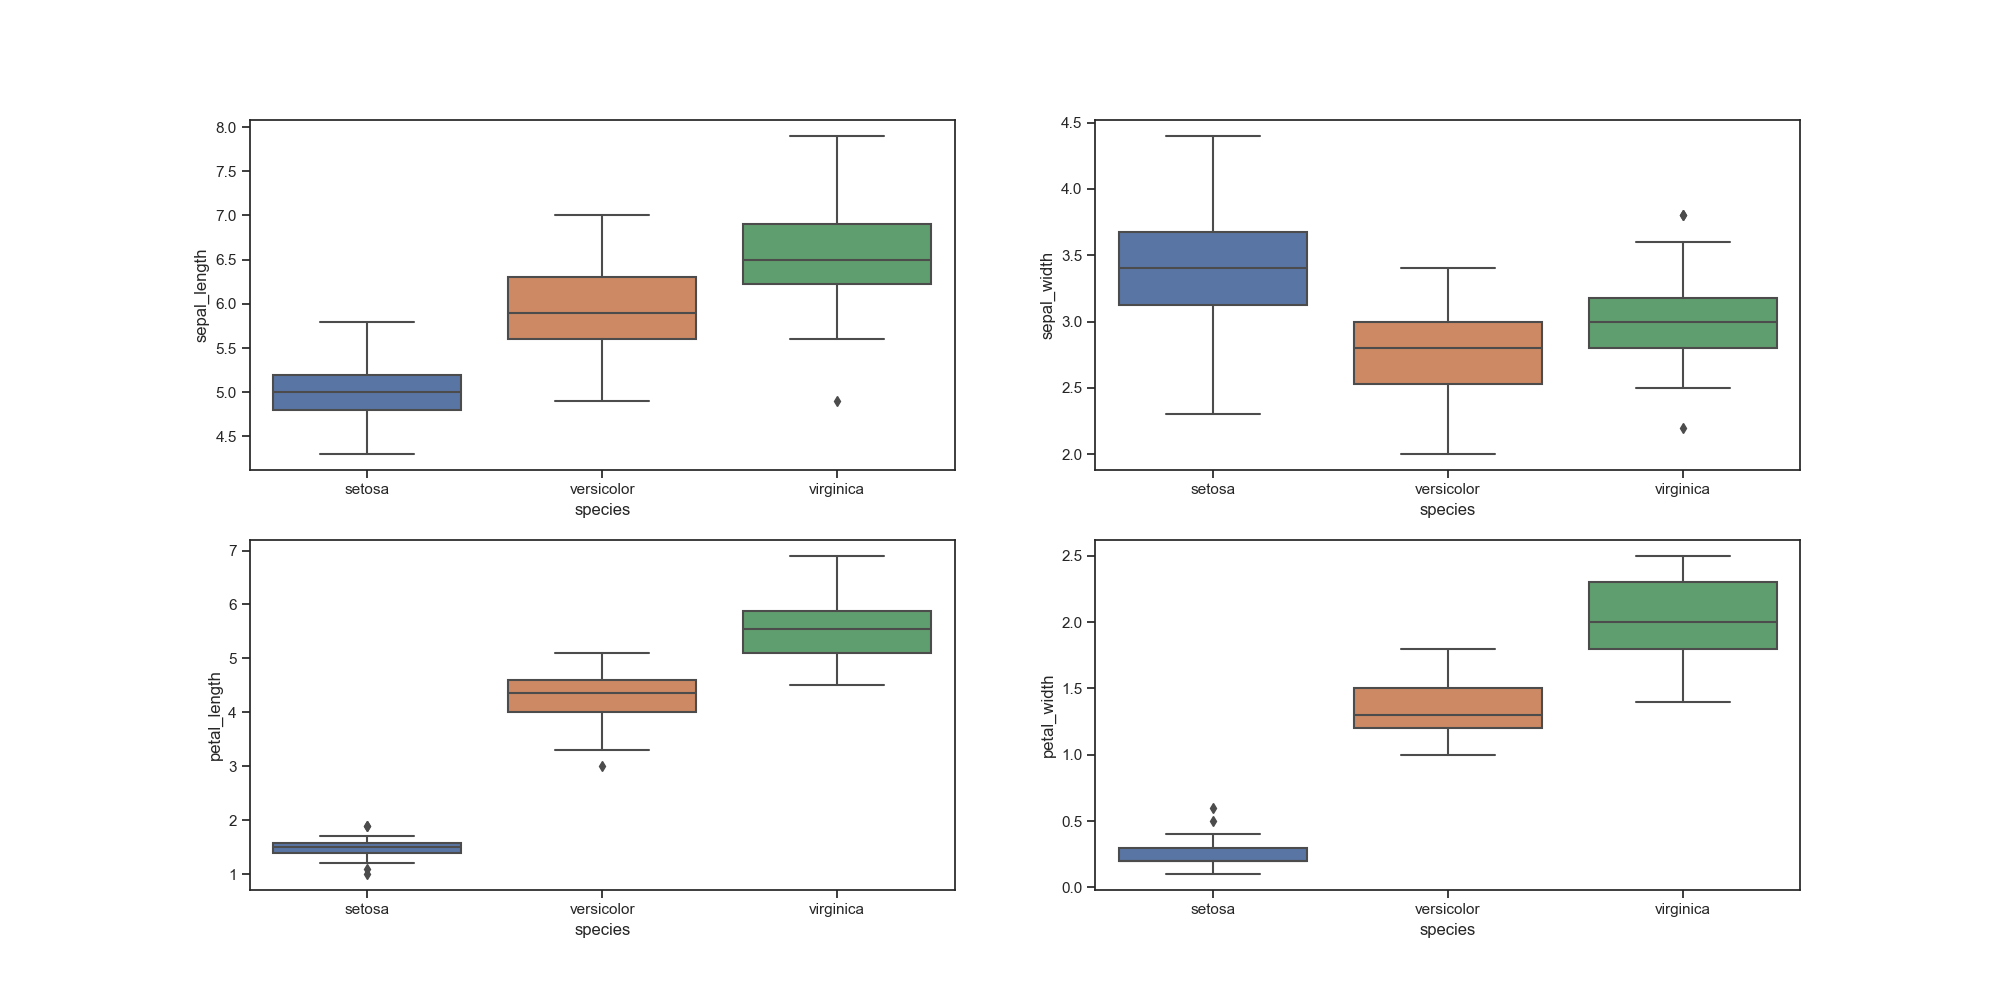 sepal_length
8.0
7.5
7.0
6.5
6.0
5.5
5.0
4.5
setosa versicolor virginica
species
sepal_width
4.5
4.0
3.5
3.0
2.5
2.0
setosa versicolor virginica
species
petal_length
7
6
5
4
3
2
1
setosa versicolor virginica
species
petal_width
2.5
2.0
1.5
1.0
0.5
0.0
setosa versicolor virginica
species